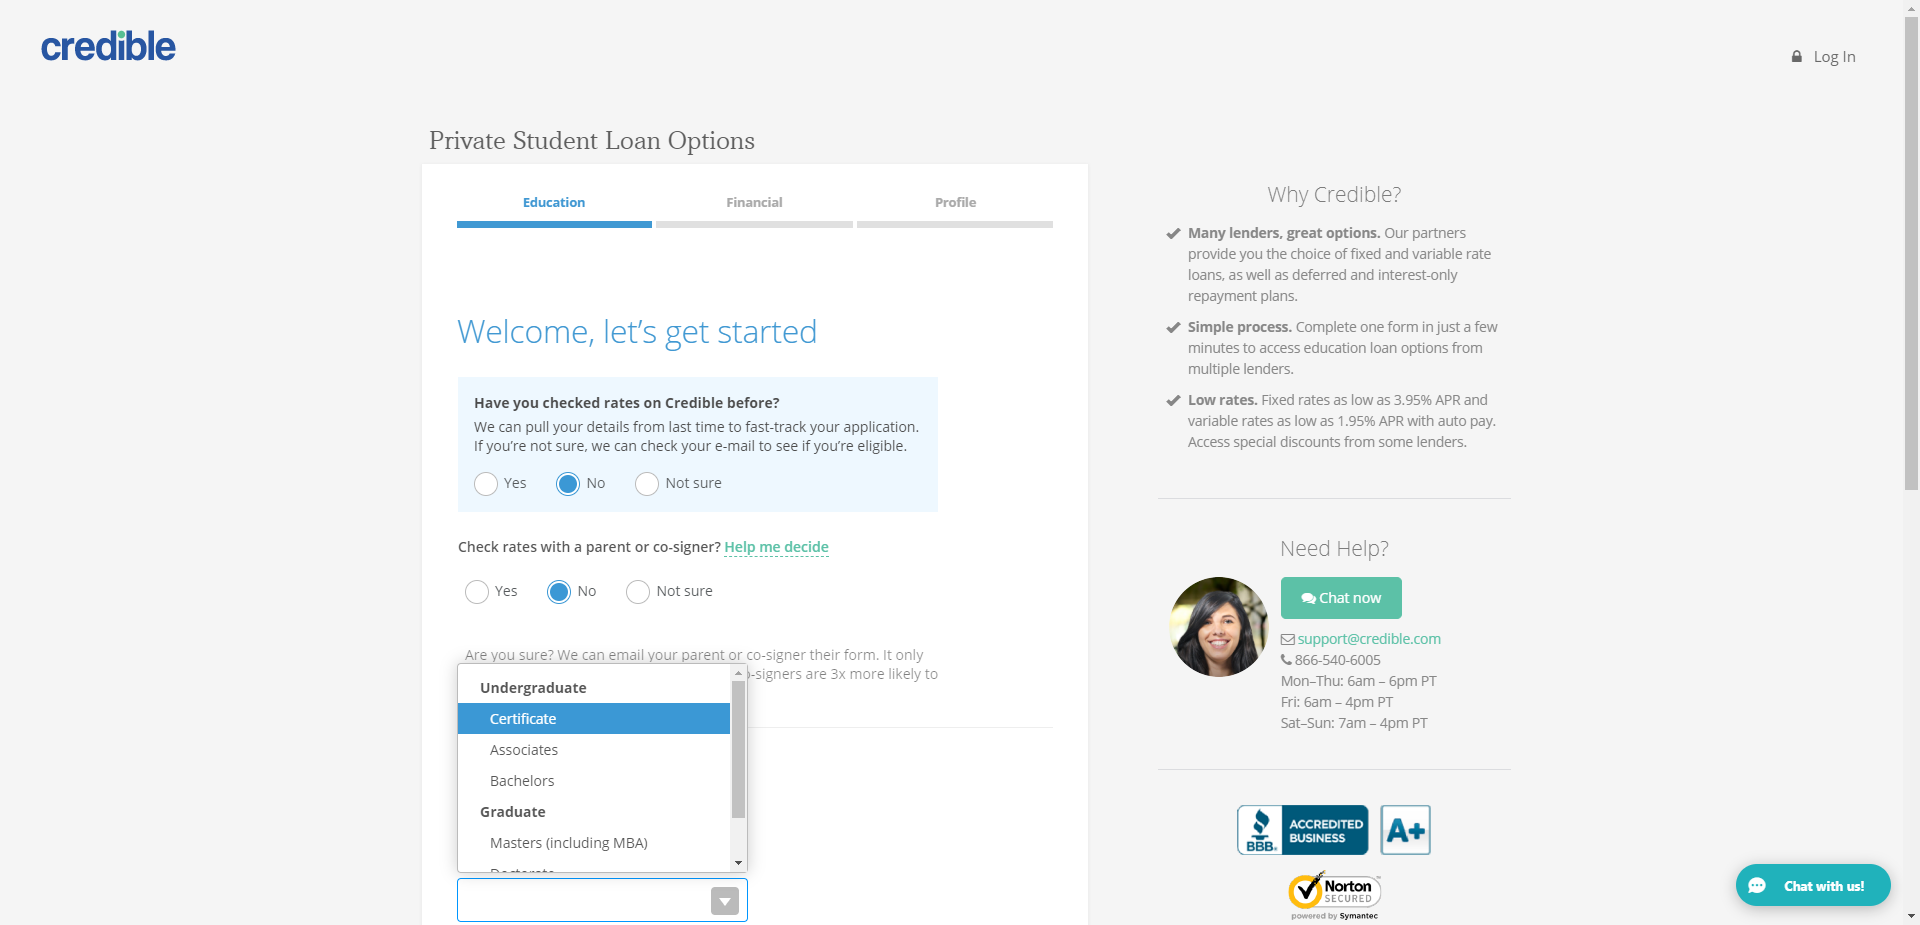 credible
Log In
Private Student Loan Options
Education
Financial
Profile
Welcome, let's get started
Have you checked rates on Credible before?
We can pull your details from last time to fast-track your application.
If you're not sure, we can check your e-mail to see if you're eligible.
Yes
No
Not sure
Check rates with a parent or co-signer? Help me decide
Yes
No
Not sure
Are you sure? We can email your parent or co-signer their form. It only
-signers are 3x more likely to
Undergraduate
Certificate
Associates
Bachelors
Graduate
Masters (including MBA)
Why Credible?
Many lenders, great options. Our partners
provide you the choice of fixed and variable rate
loans, as well as deferred and interest-only
repayment plans.
Simple process. Complete one form in just a few
minutes to access education loan options from
multiple lenders.
Low rates. Fixed rates as low as 3.95% APR and
variable rates as low as 1.95% APR with auto pay.
Access special discounts from some lenders.
Need Help?
Chat now
support@credible.com
866-540-6005
Mon–Thu: 6am – 6pm PT
Fri: 6am – 4pm PT
Sat–Sun: 7am – 4pm PT
BBB.
ACCREDITED
BUSINESS
A+
Norton
SECURED
powered by Symantec
Chat with us!